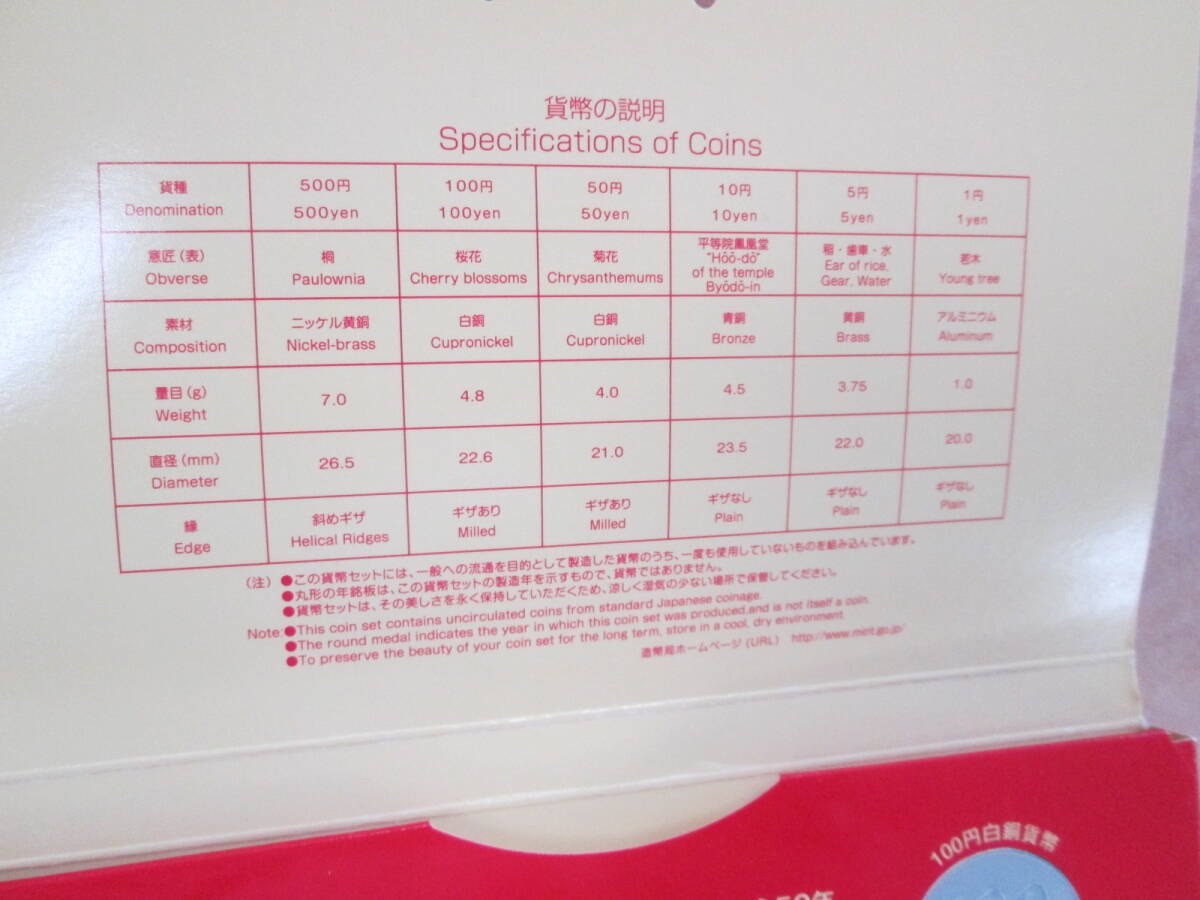 貨幣の説明
Specifications of Coins
貨種 500円 100円 50円 10円 5円 1円
Denomination 500yen 100yen 50yen 10yen 5yen 1yen
意匠(表) 桐 桜花 菊花 平等院鳳凰堂 稲・歯車・水 若木
Obverse Paulownia Cherry blossoms Chrysanthemums "Hōō-dō" of the temple Byōdō-in Ear of rice, Gear, Water Young tree
素材 ニッケル黄銅 白銅 白銅 青銅 黄銅 アルミニウム
Composition Nickel-brass Cupronickel Cupronickel Bronze Brass Aluminum
量目(g) 7.0 4.8 4.0 4.5 3.75 1.0
Weight
直径(mm) 26.5 22.6 21.0 23.5 22.0 20.0
Diameter
縁 斜めギザ ギザあり ギザあり ギザなし ギザなし ギザなし
Edge Helical Ridges Milled Milled Plain Plain Plain
(注) ●この貨幣セットには、一般への流通を目的として製造した貨幣のうち、一度も使用していないものを組み込んでいます。
●丸形の年銘板は、この貨幣セットの製造年を示すもので、貨幣ではありません。
●貨幣セットは、その美しさを永く保持していただくため、涼しく湿気の少ない場所で保管してください。
Note:●This coin set contains uncirculated coins from standard Japanese coinage.
●The round medal indicates the year in which this coin set was produced,and is not itself a coin.
●To preserve the beauty of your coin set for the long term, store in a cool, dry environment.
造幣局ホームページ(URL) http://www.mint.go.jp/
100円白銅貨幣